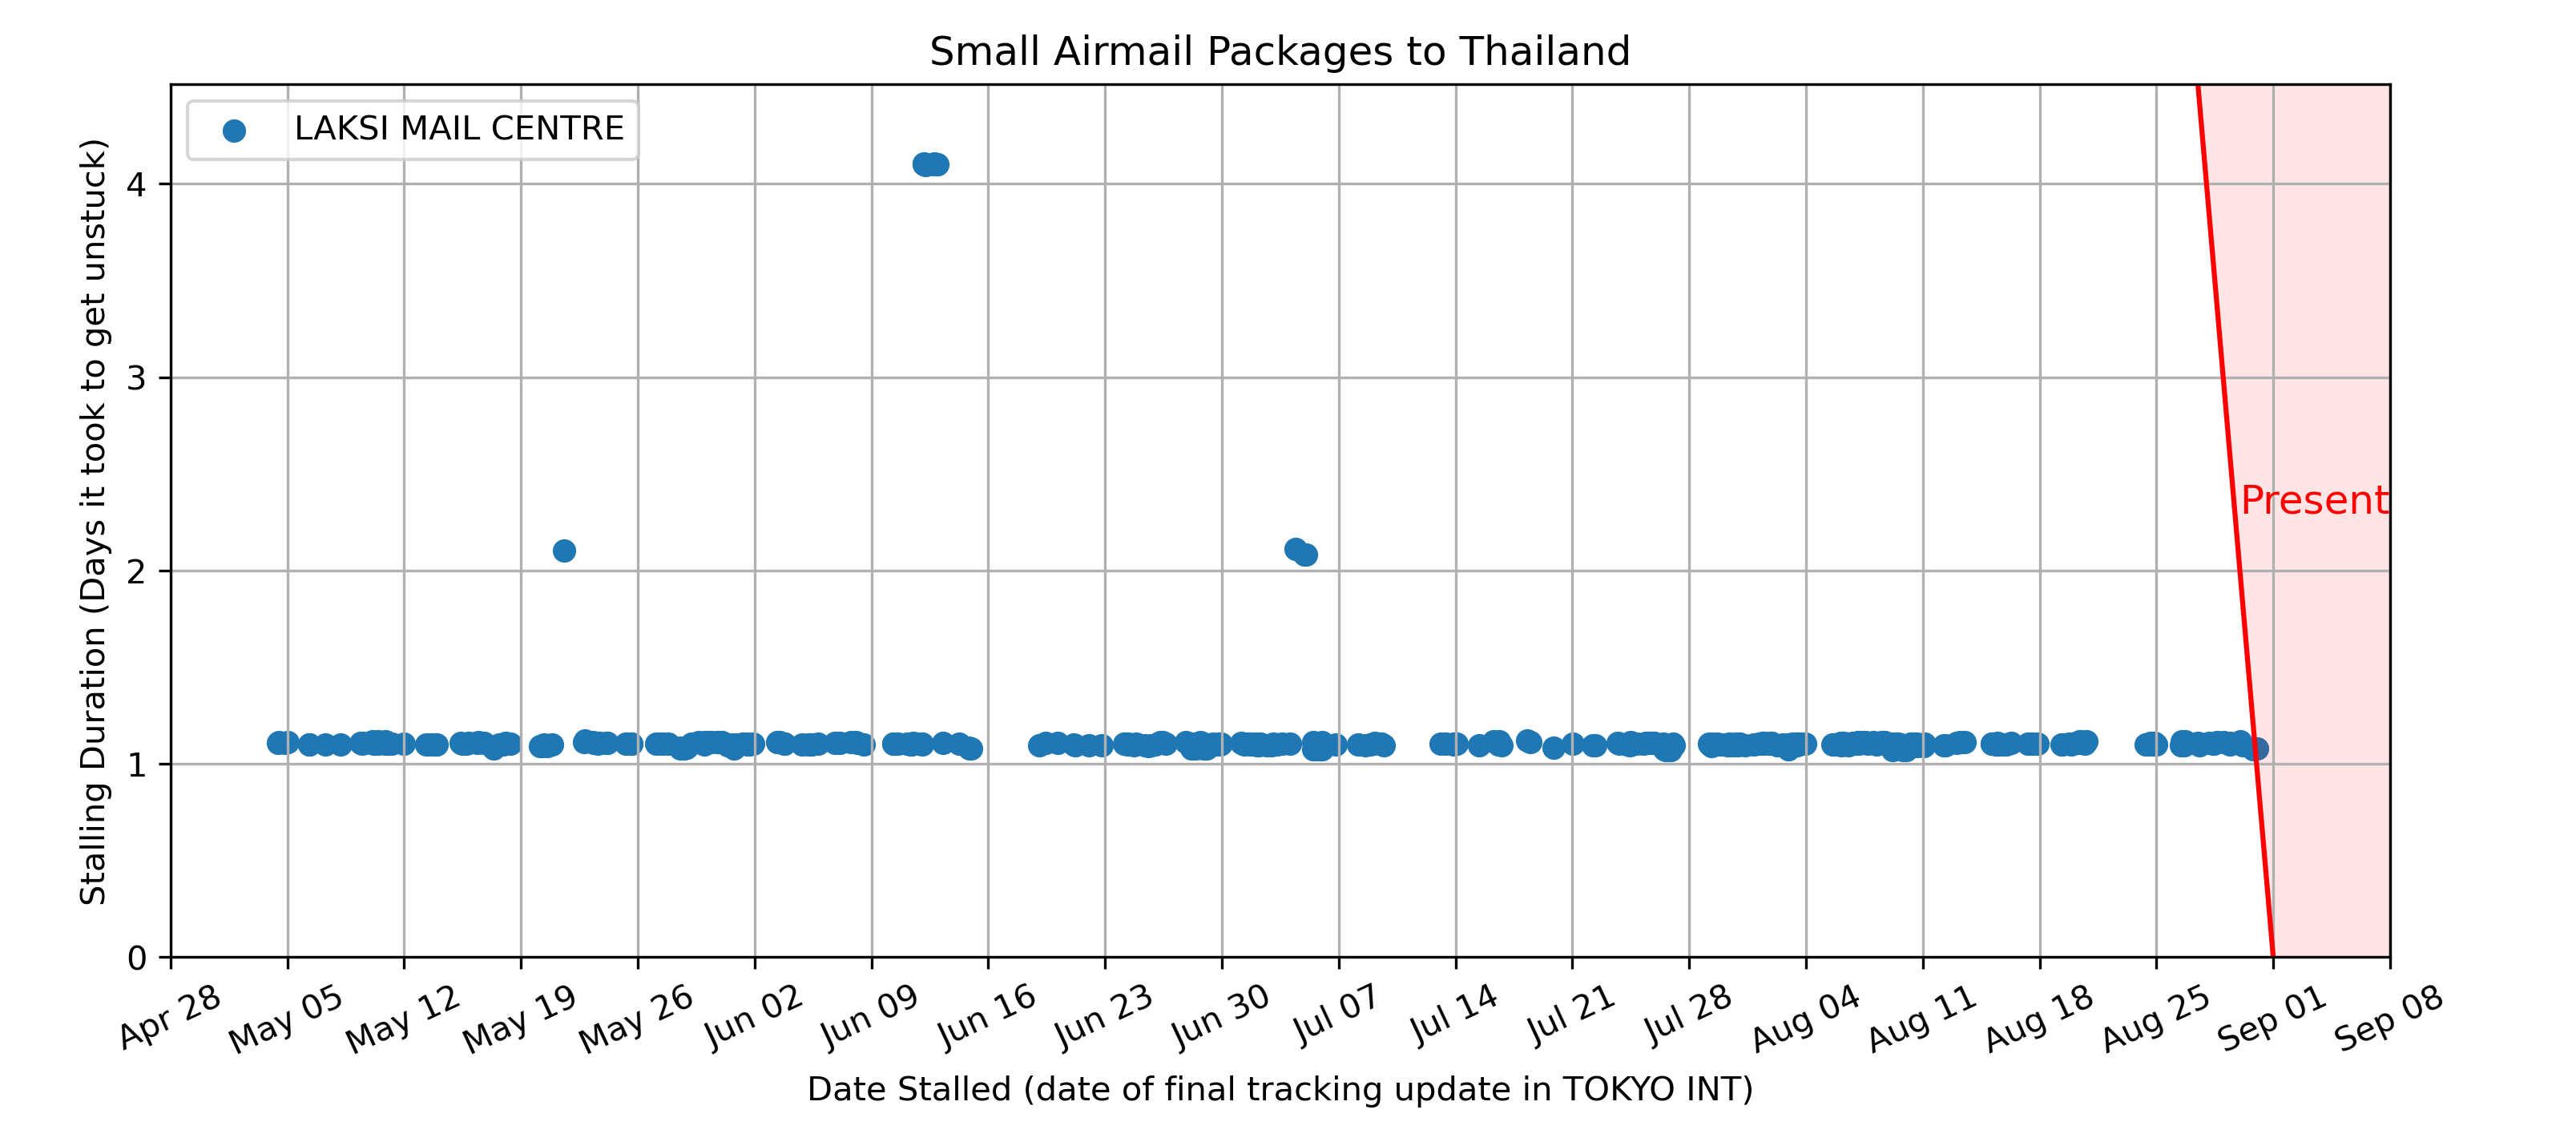 Small Airmail Packages to Thailand
LAKSI MAIL CENTRE
Stalling Duration (Days it took to get unstuck)
4
3
2
1
0
Present
Apr 28 May 05 May 12 May 19 May 26 Jun 02 Jun 09 Jun 16 Jun 23 Jun 30 Jul 07 Jul 14 Jul 21 Jul 28 Aug 04 Aug 11 Aug 18 Aug 25 Sep 01 Sep 08
Date Stalled (date of final tracking update in TOKYO INT)